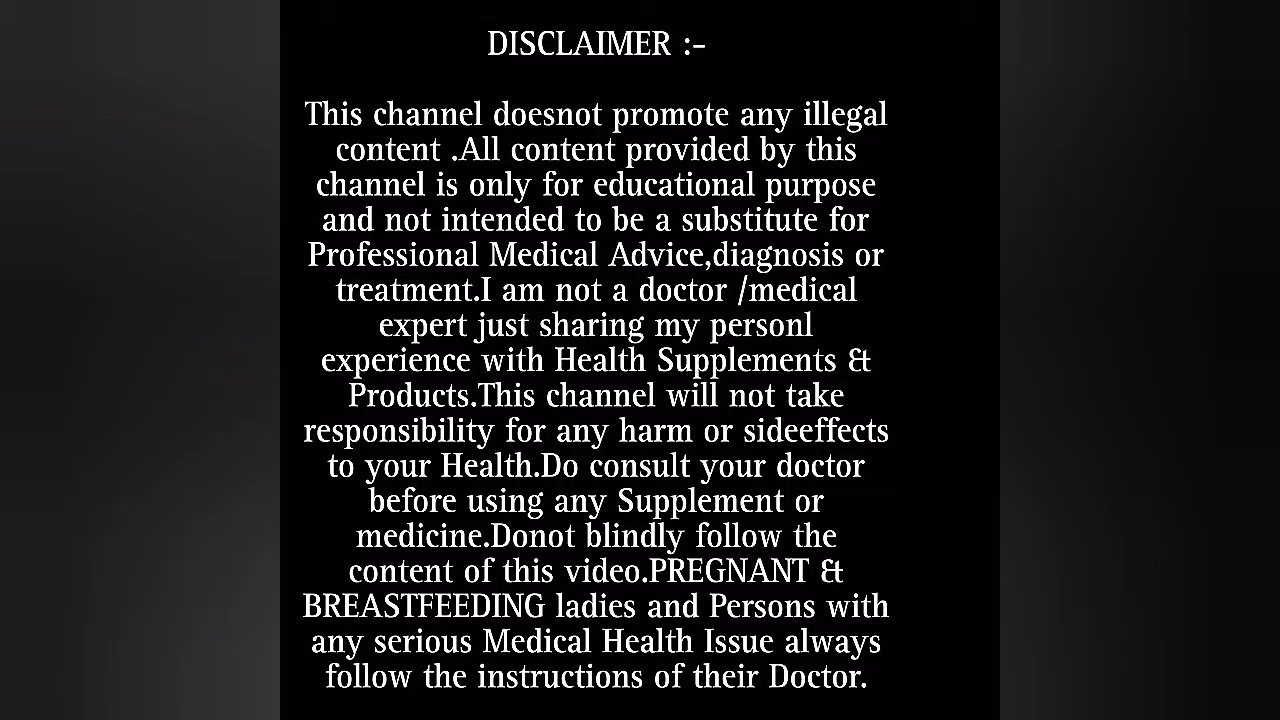 DISCLAIMER :-
This channel doesnot promote any illegal
content .All content provided by this
channel is only for educational purpose
and not intended to be a substitute for
Professional Medical Advice,diagnosis or
treatment.I am not a doctor /medical
expert just sharing my personl
experience with Health Supplements &
Products.This channel will not take
responsibility for any harm or sideeffects
to your Health.Do consult your doctor
before using any Supplement or
medicine.Donot blindly follow the
content of this video.PREGNANT &
BREASTFEEDING ladies and Persons with
any serious Medical Health Issue always
follow the instructions of their Doctor.